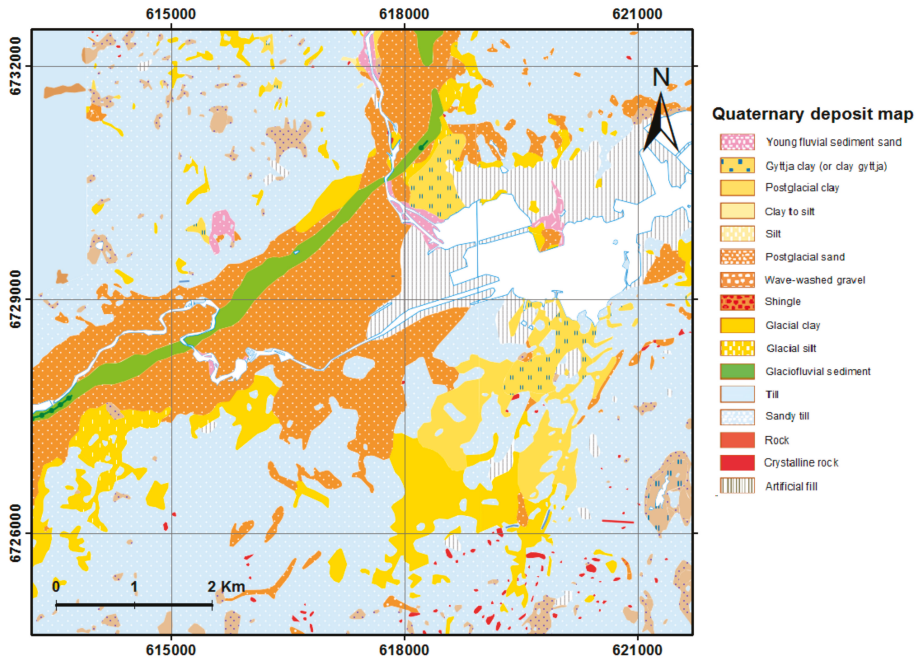 615000 618000 621000
6732000
N
6729000
6726000
0 1 2 Km
615000 618000 621000
Quaternary deposit map
Young fluvial sediment sand
Gyttja clay (or clay gyttja)
Postglacial clay
Clay to silt
Silt
Postglacial sand
Wave-washed gravel
Shingle
Glacial clay
Glacial silt
Glaciofluvial sediment
Till
Sandy till
Rock
Crystalline rock
Artificial fill